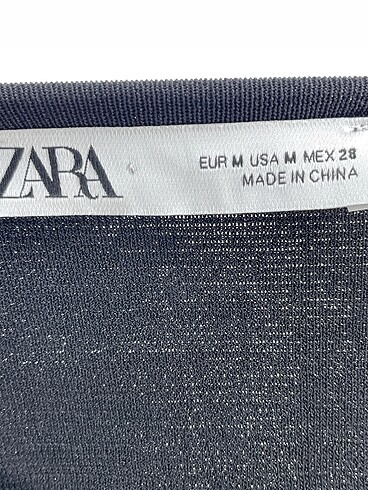 ZARA
EUR M USA M MEX 28
MADE IN CHINA